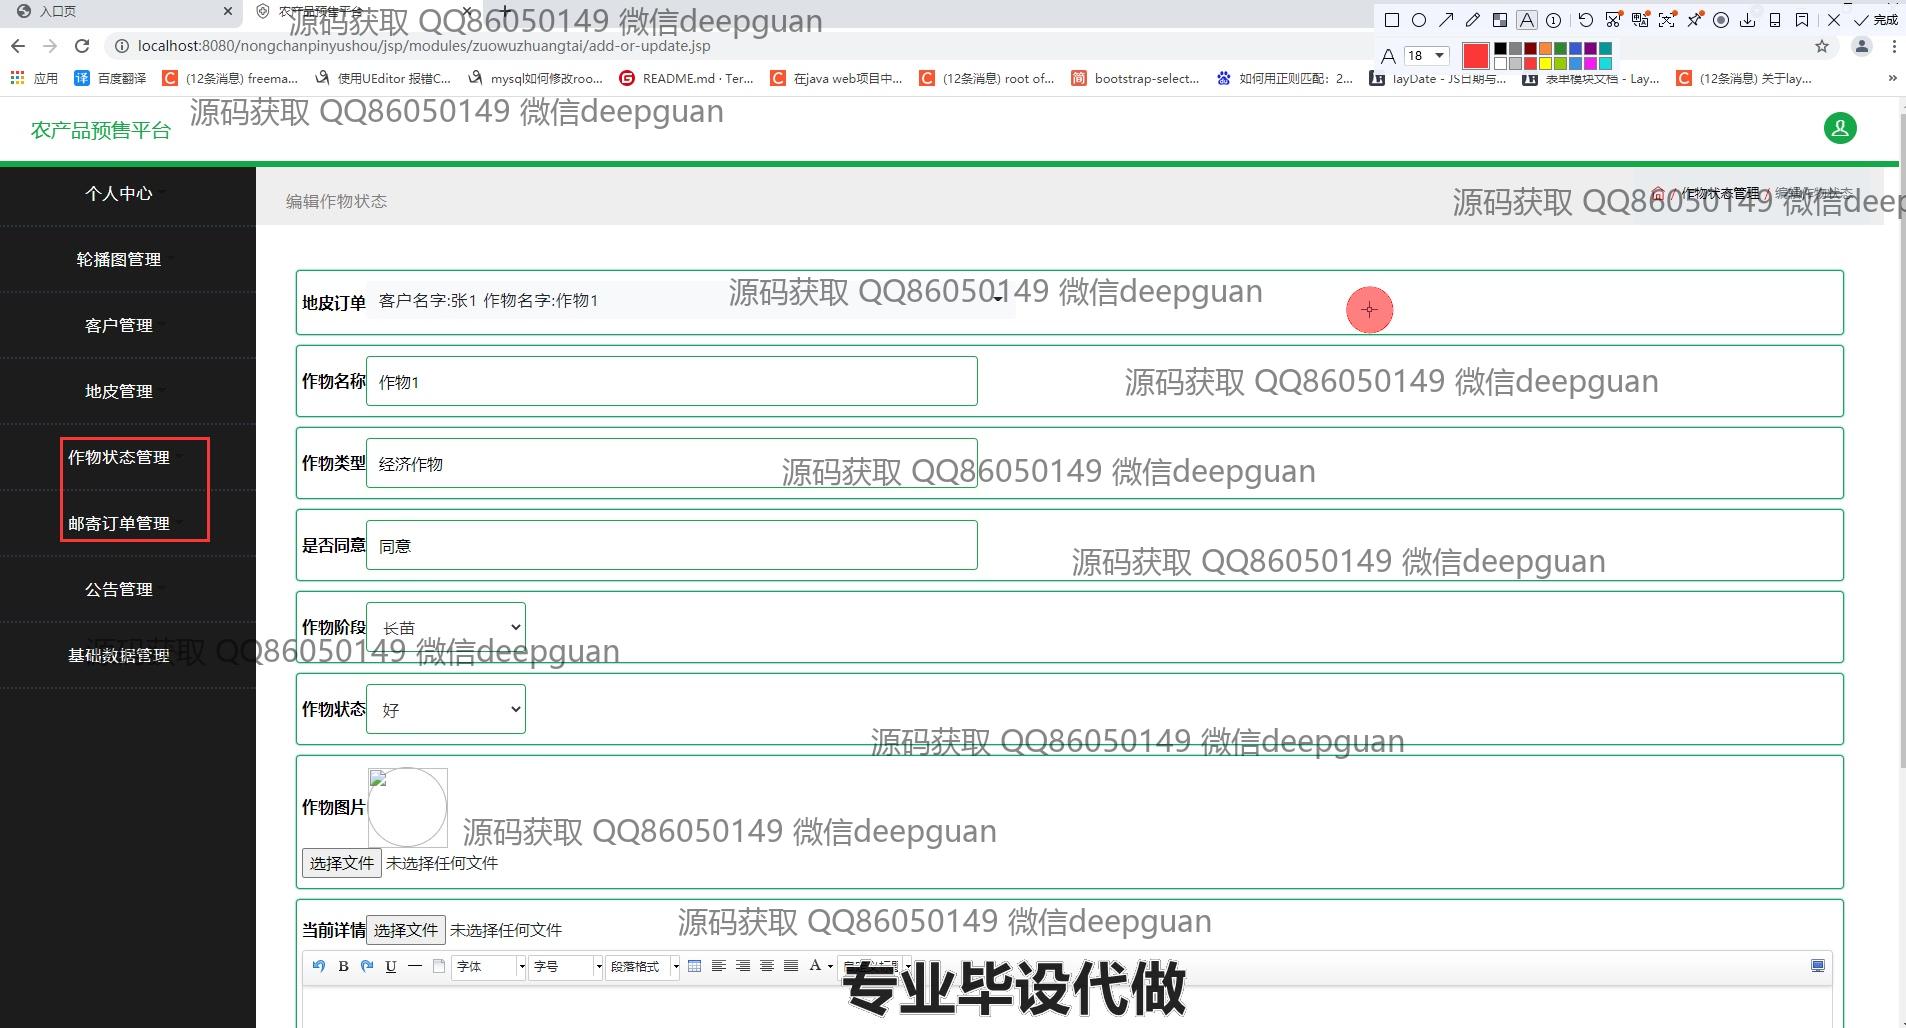 入口页
农产品预售平台
源码获取 QQ86050149 微信deepguan
18
完成
localhost:8080/nongchanpinyushou/jsp/modules/zuowuzhuangtai/add-or-update.jsp
应用
百度翻译
(12条消息) freema...
使用UEditor 报错C...
mysql如何修改roo...
README.md · Ter...
在java web项目中...
(12条消息) root of...
bootstrap-select...
如何用正则匹配：2...
layDate - JS日期与...
表单模块文档 - Lay...
(12条消息) 关于lay...
源码获取 QQ86050149 微信deepguan
农产品预售平台
个人中心
轮播图管理
客户管理
地皮管理
作物状态管理
邮寄订单管理
公告管理
基础数据管理
源码获取 QQ86050149 微信deepguan
编辑作物状态
/ 作物状态管理 / 编辑作物状态
源码获取 QQ86050149 微信deep
地皮订单 客户名字:张1 作物名字:作物1
源码获取 QQ86050149 微信deepguan
作物名称 作物1
源码获取 QQ86050149 微信deepguan
作物类型 经济作物
源码获取 QQ86050149 微信deepguan
是否同意 同意
源码获取 QQ86050149 微信deepguan
作物阶段 长苗
作物状态 好
源码获取 QQ86050149 微信deepguan
作物图片
源码获取 QQ86050149 微信deepguan
选择文件 未选择任何文件
当前详情 选择文件 未选择任何文件
源码获取 QQ86050149 微信deepguan
B U 字体 字号 段落格式 A 自定义标题
专业毕设代做